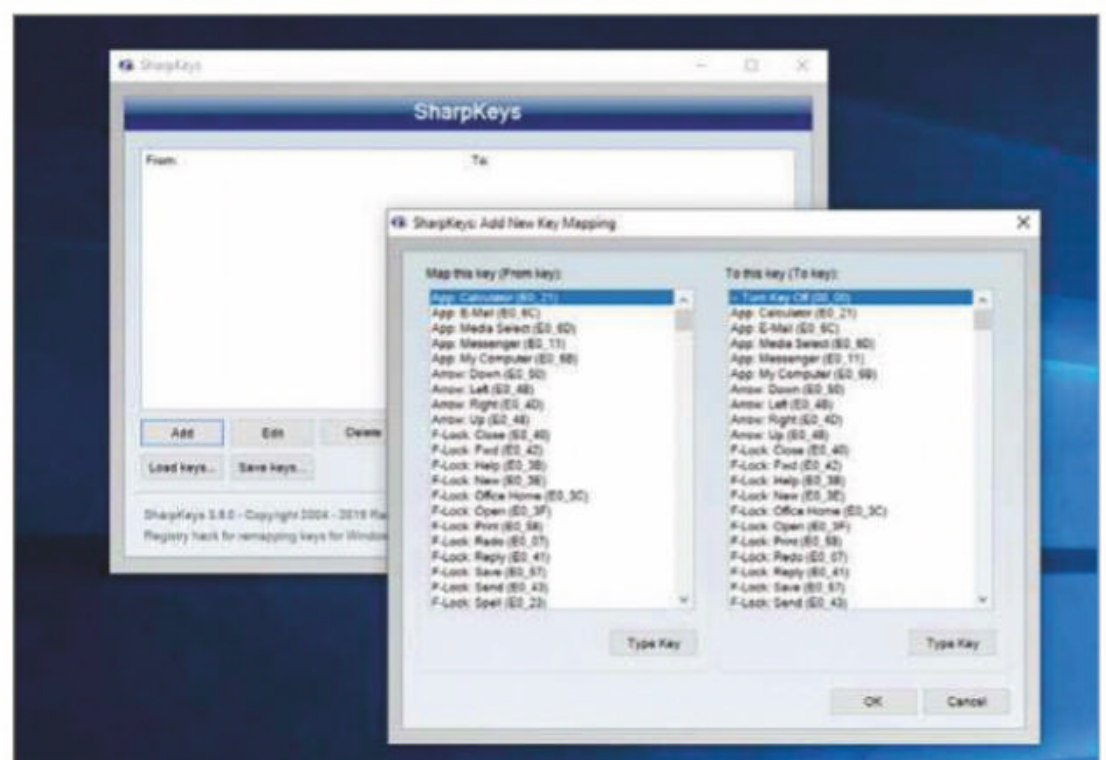 SharpKeys
SharpKeys
From: To:
Add Edit Delete
Load keys... Save keys...
SharpKeys 3.9.0 - Copyright 2004 - 2019
Registry hack for remapping keys for Window
SharpKeys: Add New Key Mapping
Map this key (From key):
App: Calculator (E0_21)
App: E-Mail (E0_6C)
App: Media Select (E0_6D)
App: Messenger (E0_11)
App: My Computer (E0_6B)
Arrow: Down (E0_50)
Arrow: Left (E0_4B)
Arrow: Right (E0_4D)
Arrow: Up (E0_48)
F-Lock: Close (E0_40)
F-Lock: Fwd (E0_42)
F-Lock: Help (E0_3B)
F-Lock: New (E0_3E)
F-Lock: Office Home (E0_3C)
F-Lock: Open (E0_3F)
F-Lock: Print (E0_58)
F-Lock: Redo (E0_07)
F-Lock: Reply (E0_41)
F-Lock: Save (E0_57)
F-Lock: Send (E0_43)
F-Lock: Spell (E0_23)
Type Key
To this key (To key):
-- Turn Key Off (00_00)
App: Calculator (E0_21)
App: E-Mail (E0_6C)
App: Media Select (E0_6D)
App: Messenger (E0_11)
App: My Computer (E0_6B)
Arrow: Down (E0_50)
Arrow: Left (E0_4B)
Arrow: Right (E0_4D)
Arrow: Up (E0_48)
F-Lock: Close (E0_40)
F-Lock: Fwd (E0_42)
F-Lock: Help (E0_3B)
F-Lock: New (E0_3E)
F-Lock: Office Home (E0_3C)
F-Lock: Open (E0_3F)
F-Lock: Print (E0_58)
F-Lock: Redo (E0_07)
F-Lock: Reply (E0_41)
F-Lock: Save (E0_57)
F-Lock: Send (E0_43)
Type Key
OK Cancel